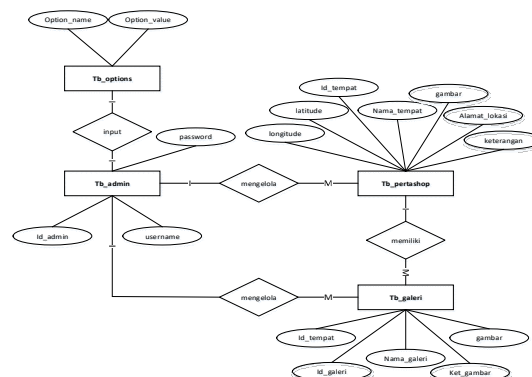 Option_name
Option_value
Tb_options
input
password
Tb_admin
Id_admin
username
mengelola
Id_tempat
gambar
latitude
Nama_tempat
Alamat_lokasi
longitude
keterangan
Tb_pertashop
memiliki
mengelola
Tb_galeri
Id_tempat
gambar
Nama_galeri
Id_galeri
Ket_gambar
I
I
I
M
I
I
M
M